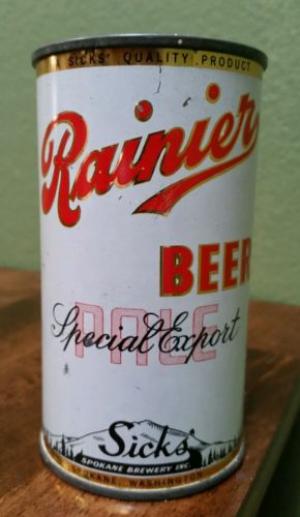 A SICKS' QUALITY PRODUCT
Rainier
BEER
PALE
Special Export
Sicks'
SPOKANE BREWERY INC.
SPOKANE, WASHINGTON